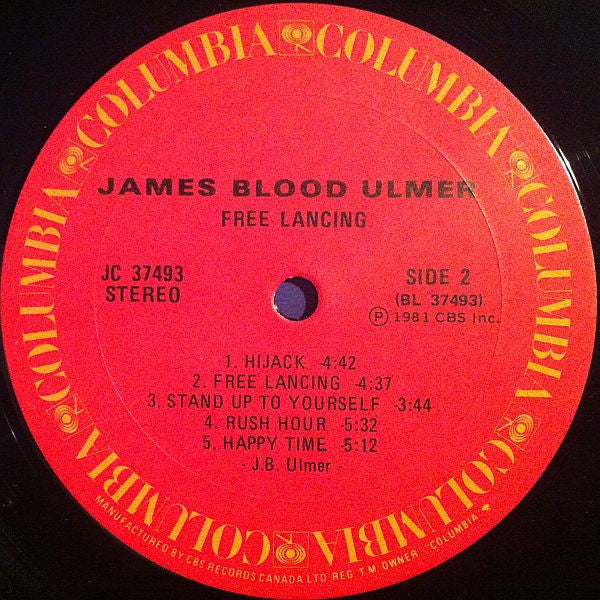 COLUMBIA COLUMBIA COLUMBIA COLUMBIA COLUMBIA COLUMBIA
JAMES BLOOD ULMER
FREE LANCING
JC 37493
STEREO
SIDE 2
(BL 37493)
Ⓟ 1981 CBS Inc.
1. HIJACK -4:42
2. FREE LANCING -4:37
3. STAND UP TO YOURSELF -3:44
4. RUSH HOUR -5:32
5. HAPPY TIME -5:12
- J.B. Ulmer -
MANUFACTURED BY CBS RECORDS CANADA LTD REG T M OWNER "COLUMBIA"